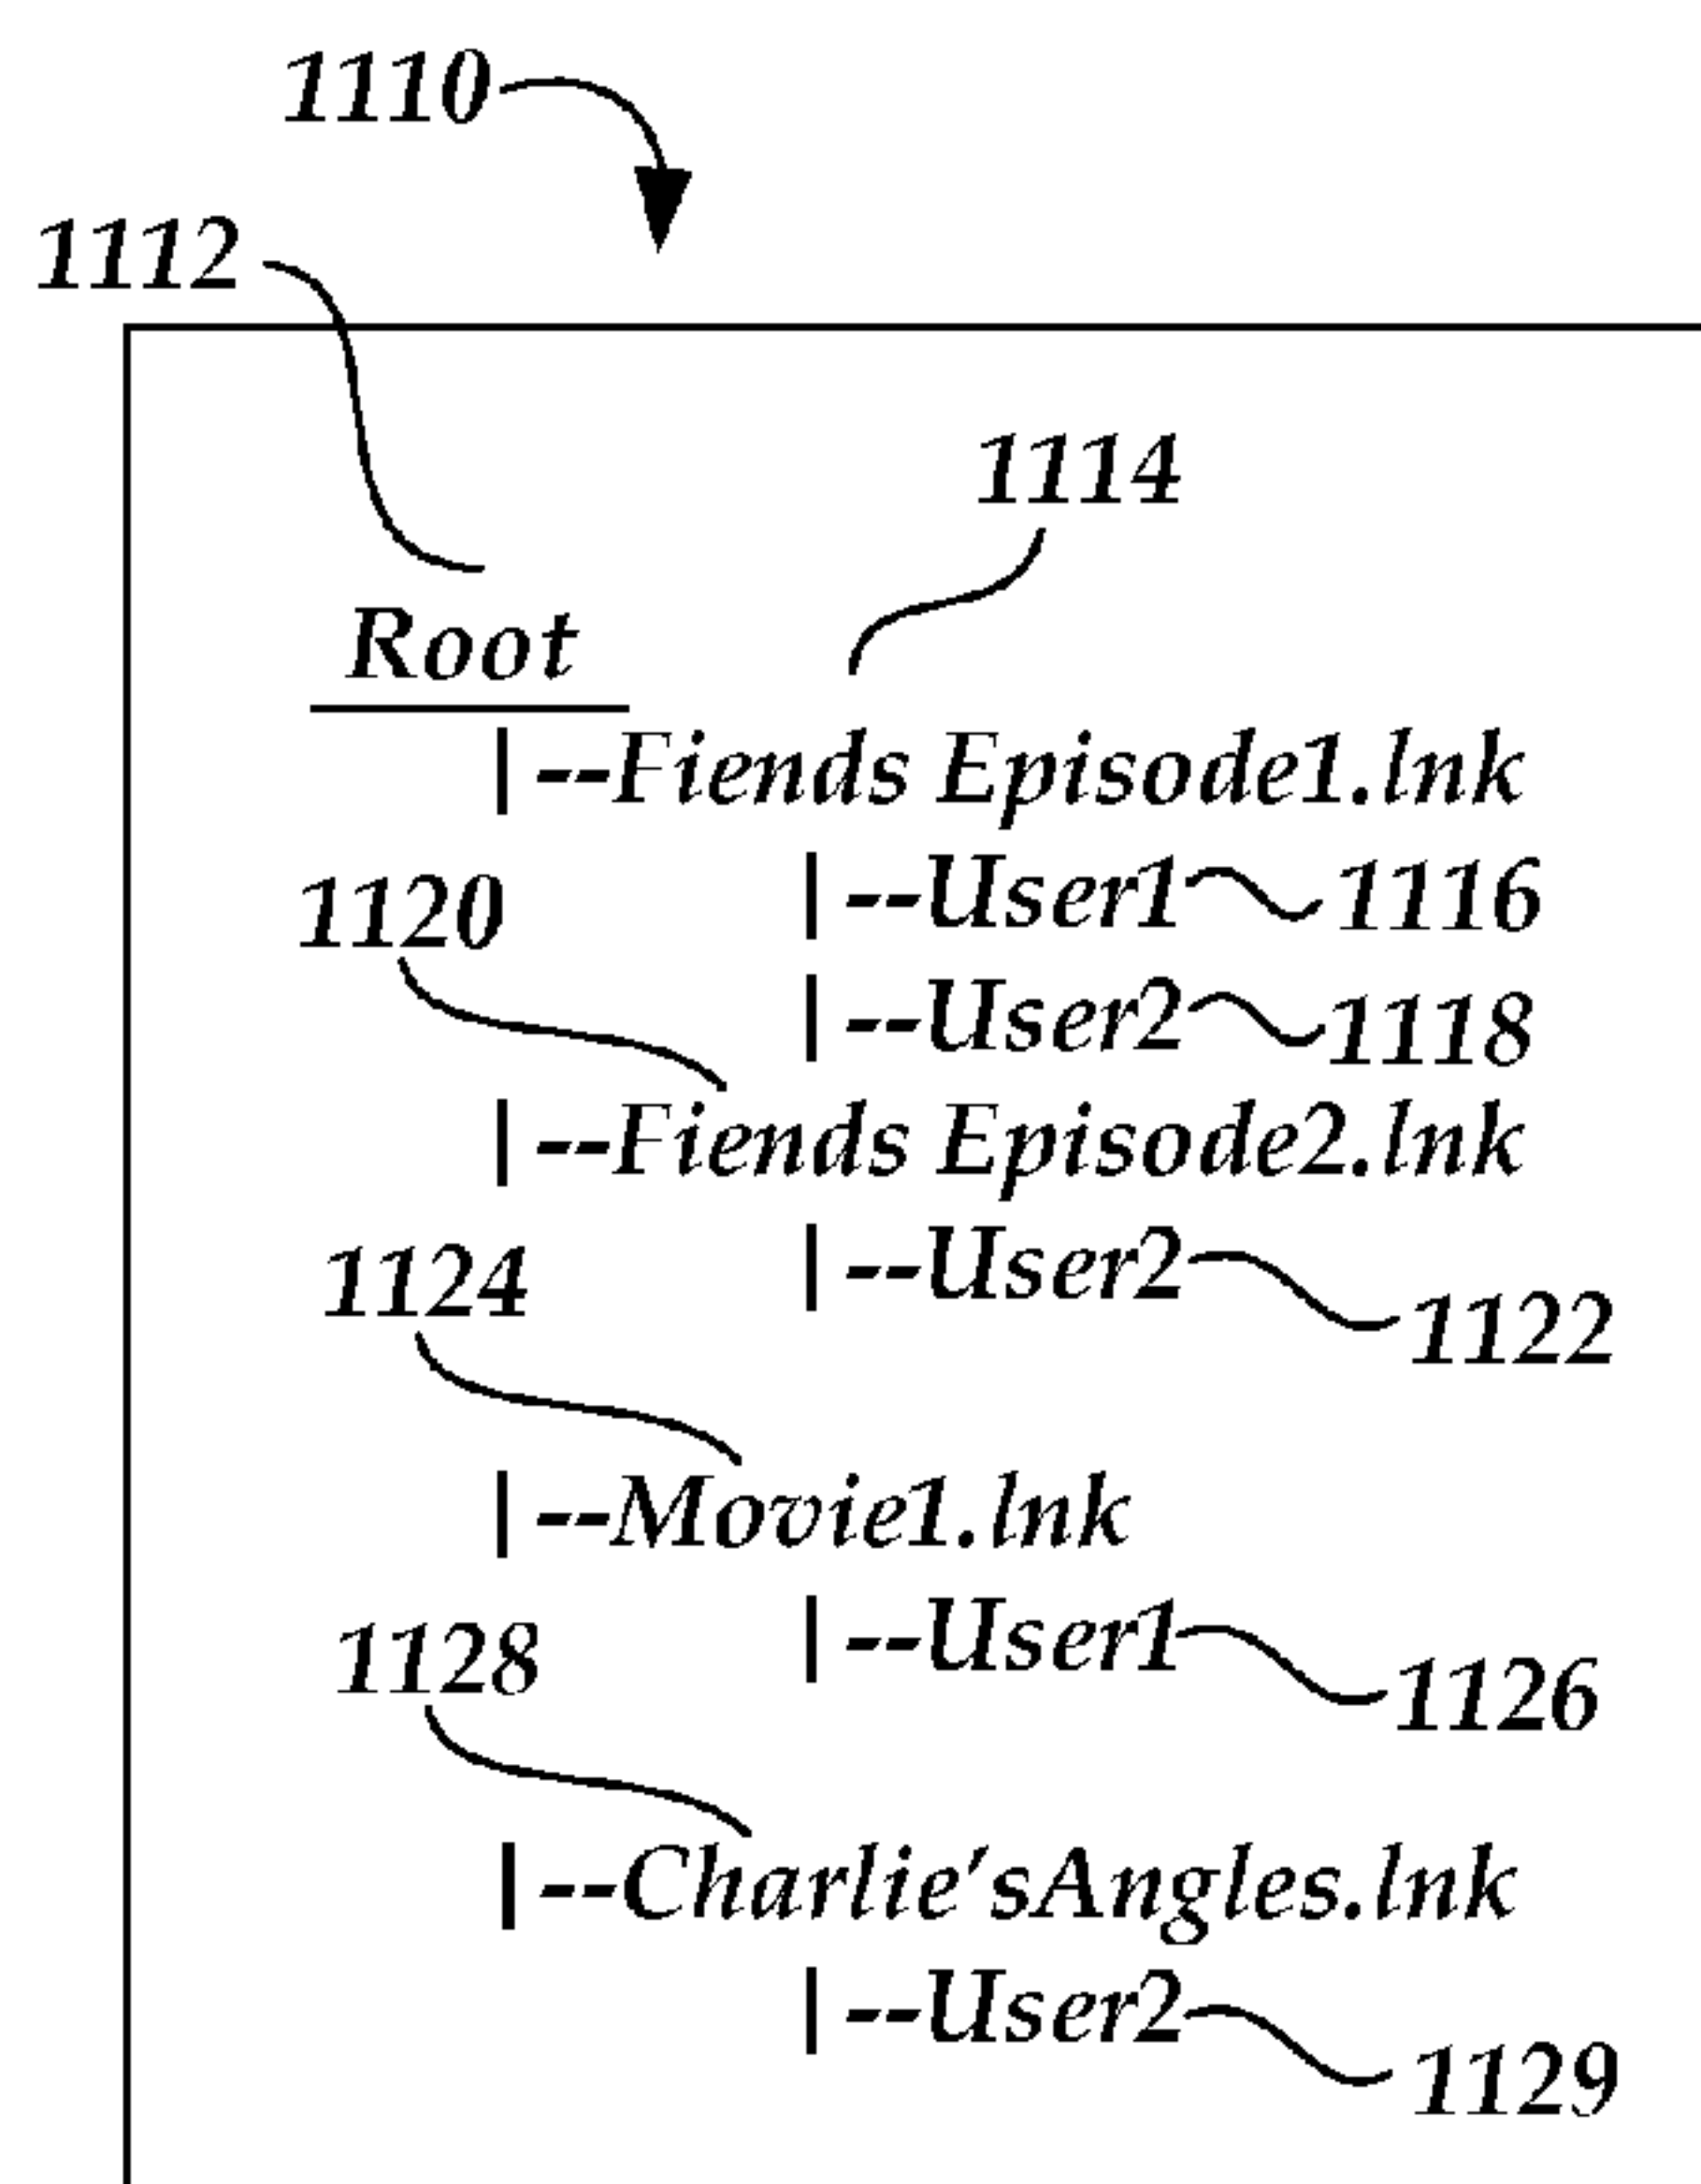 1110
1112
1114
Root
|--Fiends Episode1.lnk
|--User1 1116
1120
|--User2 1118
|--Fiends Episode2.lnk
|--User2
1124
1122
|--Movie1.lnk
|--User1
1128
1126
|--Charlie'sAngles.lnk
|--User2
1129